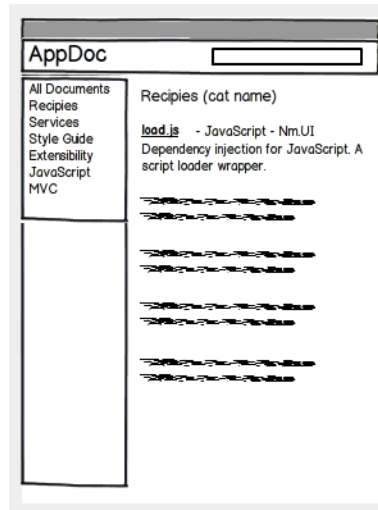 AppDoc
All Documents
Recipies
Services
Style Guide
Extensibility
JavaScript
MVC
Recipies (cat name)
load.js - JavaScript - Nm.UI
Dependency injection for JavaScript. A
script loader wrapper.